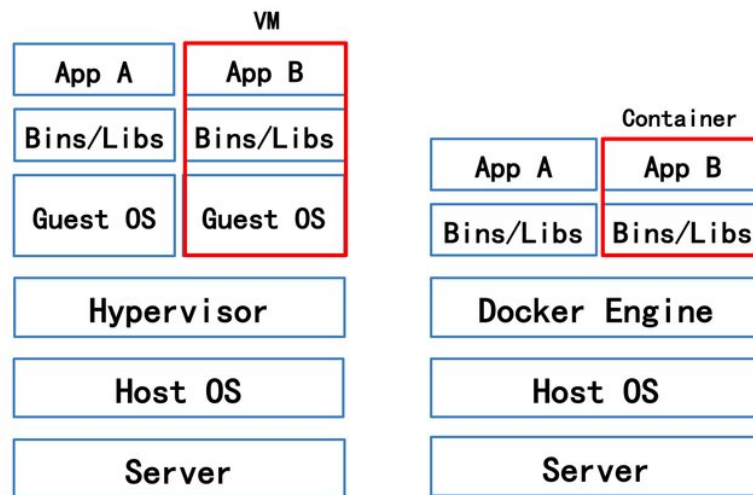 VM
App A
App B
Bins/Libs
Bins/Libs
Guest OS
Guest OS
Hypervisor
Host OS
Server
Container
App A
App B
Bins/Libs
Bins/Libs
Docker Engine
Host OS
Server